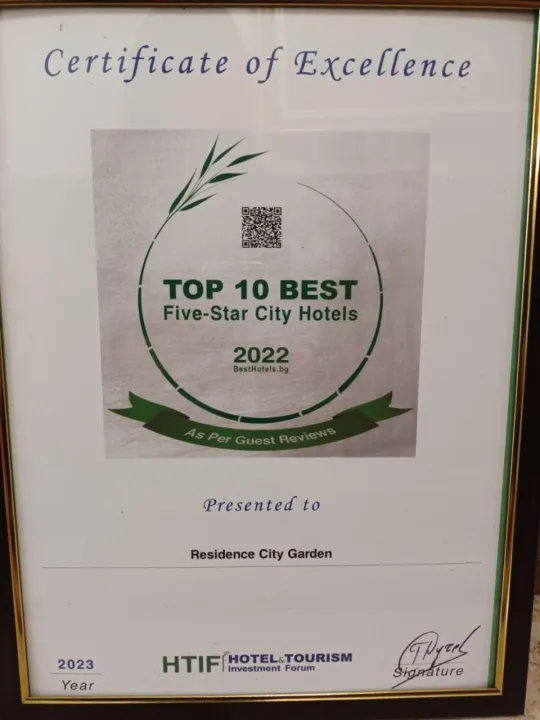 Certificate of Excellence
TOP 10 BEST
Five-Star City Hotels
2022
BestHotels.bg
As Per Guest Reviews
Presented to
Residence City Garden
2023
Year
HTIF HOTEL & TOURISM
Investment Forum
Signature